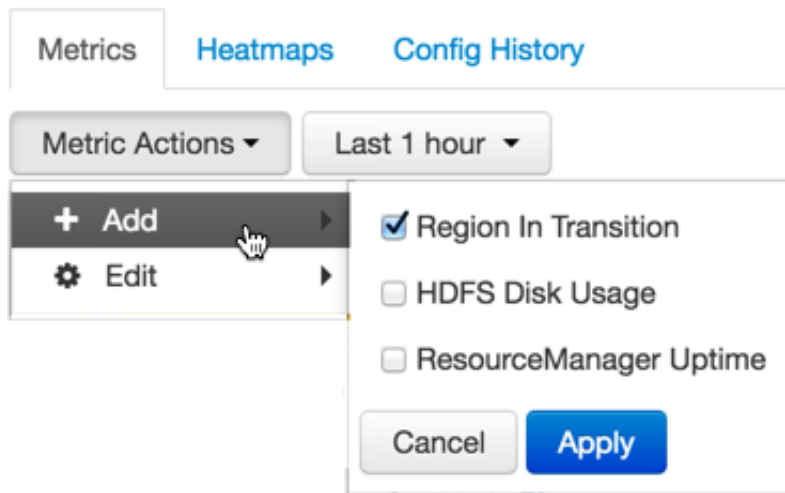 Metrics Heatmaps Config History
Metric Actions Last 1 hour
Add
Edit
Region In Transition
HDFS Disk Usage
ResourceManager Uptime
Cancel Apply